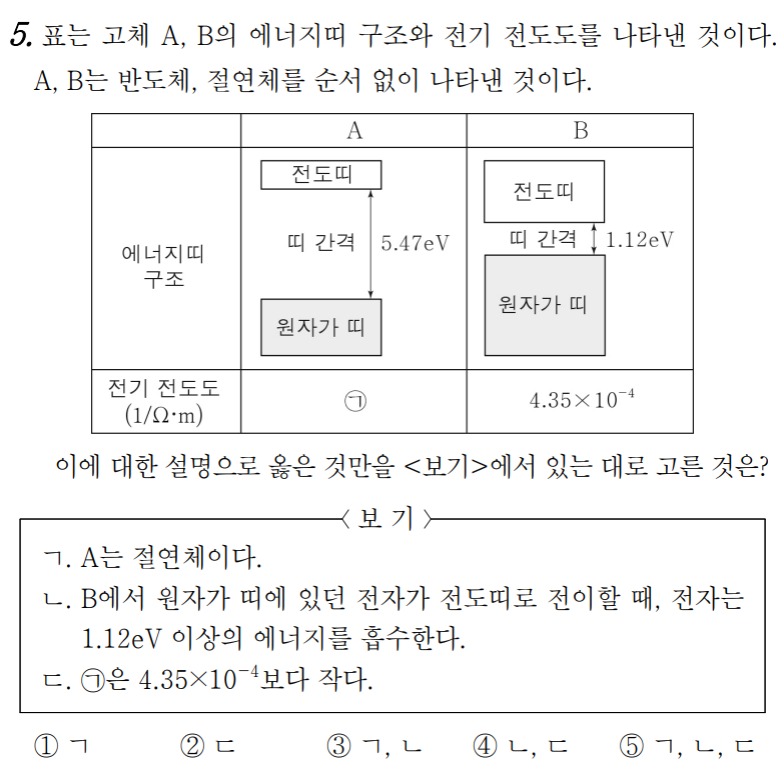 5. 표는 고체 A, B의 에너지띠 구조와 전기 전도도를 나타낸 것이다.
A, B는 반도체, 절연체를 순서 없이 나타낸 것이다.
A
B
에너지띠
구조
전도띠
띠 간격
5.47eV
원자가 띠
전도띠
띠 간격
1.12eV
원자가 띠
전기 전도도
(1/Ω·m)
㉠
4.35×10⁻⁴
이에 대한 설명으로 옳은 것만을 <보기>에서 있는 대로 고른 것은?
〈 보 기 〉
ㄱ. A는 절연체이다.
ㄴ. B에서 원자가 띠에 있던 전자가 전도띠로 전이할 때, 전자는
1.12eV 이상의 에너지를 흡수한다.
ㄷ. ㉠은 4.35×10⁻⁴보다 작다.
① ㄱ ② ㄷ ③ ㄱ, ㄴ ④ ㄴ, ㄷ ⑤ ㄱ, ㄴ, ㄷ